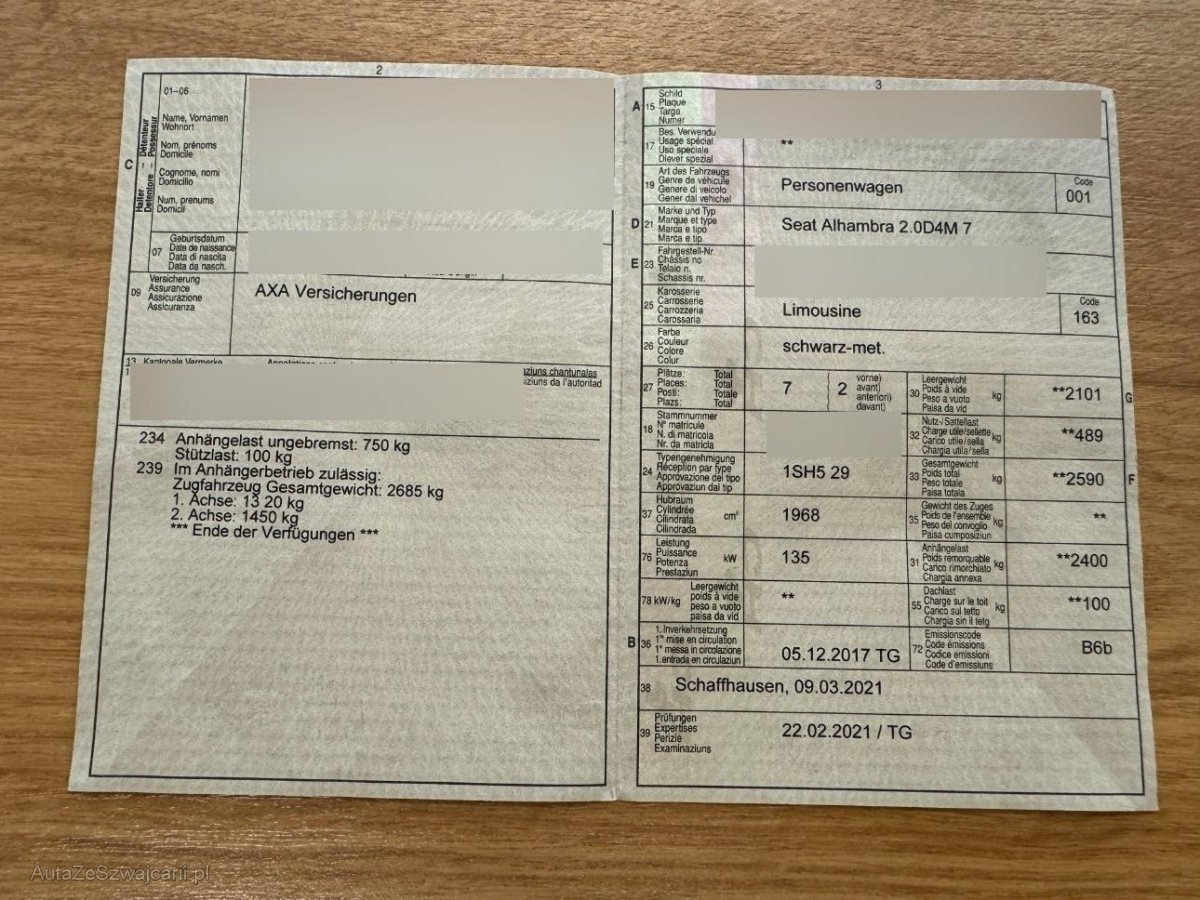 2
01–06
Name, Vornamen
Wohnort
Nom, prénoms
Domicile
Cognome, nomi
Domicilio
Num, prenums
Domicil
C
Halter – Détenteur
Detentore – Possessur
07
Geburtsdatum
Date de naissance
Data di nascita
Data da nasch.
09
Versicherung
Assurance
Assicurazione
Assicuranza
AXA Versicherungen
13 Kantonale Vermerke
ziuns chantunalas
ziuns da l'autoritad
234 Anhängelast ungebremst: 750 kg
Stützlast: 100 kg
239 Im Anhängerbetrieb zulässig:
Zugfahrzeug Gesamtgewicht: 2685 kg
1. Achse: 13 20 kg
2. Achse: 1450 kg
*** Ende der Verfügungen ***
3
A 15
Schild
Plaque
Targa
Numer
17
Bes. Verwendu
Usage spécial
Uso speciale
Diever spezial
**
19
Art des Fahrzeugs
Genre de véhicule
Genere di veicolo
Gener dal vehichel
Personenwagen
Code
001
D 21
Marke und Typ
Marque et type
Marca e tipo
Marca e tip
Seat Alhambra 2.0D4M 7
E 23
Fahrgestell-Nr.
Châssis no
Telaio n.
Schassis nr.
25
Karosserie
Carrosserie
Carrozzeria
Carossaria
Limousine
Code
163
26
Farbe
Couleur
Colore
Colur
schwarz-met.
27
Plätze: Total
Places: Total
Posti: Totale
Plazs: Total
7
2
vorne)
avant)
anteriori)
davant)
30
Leergewicht
Poids à vide
Peso a vuoto
Paisa da vid
kg
**2101
G
18
Stammnummer
N° matricule
N. di matricola
Nr. da matricla
32
Nutz-/Sattellast
Charge utile/sellette
Carico utile/sella
Chargia utila/sella
kg
**489
24
Typengenehmigung
Réception par type
Approvazione del tipo
Approvaziun dal tip
1SH5 29
33
Gesamtgewicht
Poids total
Peso totale
Paisa totala
kg
**2590
F
37
Hubraum
Cylindrée
Cilindrata
Cilindrada
cm³
1968
35
Gewicht des Zuges
Poids de l'ensemble
Peso del convoglio
Paisa cumposiziun
kg
**
76
Leistung
Puissance
Potenza
Prestaziun
kW
135
31
Anhängelast
Poids remorquable
Carico rimorchiato
Chargia annexa
kg
**2400
78 kW/kg
Leergewicht
poids à vide
peso a vuoto
paisa da vid
**
55
Dachlast
Charge sur le toit
Carico sul tetto
Chargia sin il tetg
kg
**100
B 36
1. Inverkehrsetzung
1re mise en circulation
1a messa in circolazione
1. entrada en circulaziun
05.12.2017 TG
72
Emissionscode
Code émissions
Codice emissioni
Code d'emissiuns
B6b
38
Schaffhausen, 09.03.2021
39
Prüfungen
Expertises
Perizie
Examinaziuns
22.02.2021 / TG
AutaZeSzwajcarii.pl